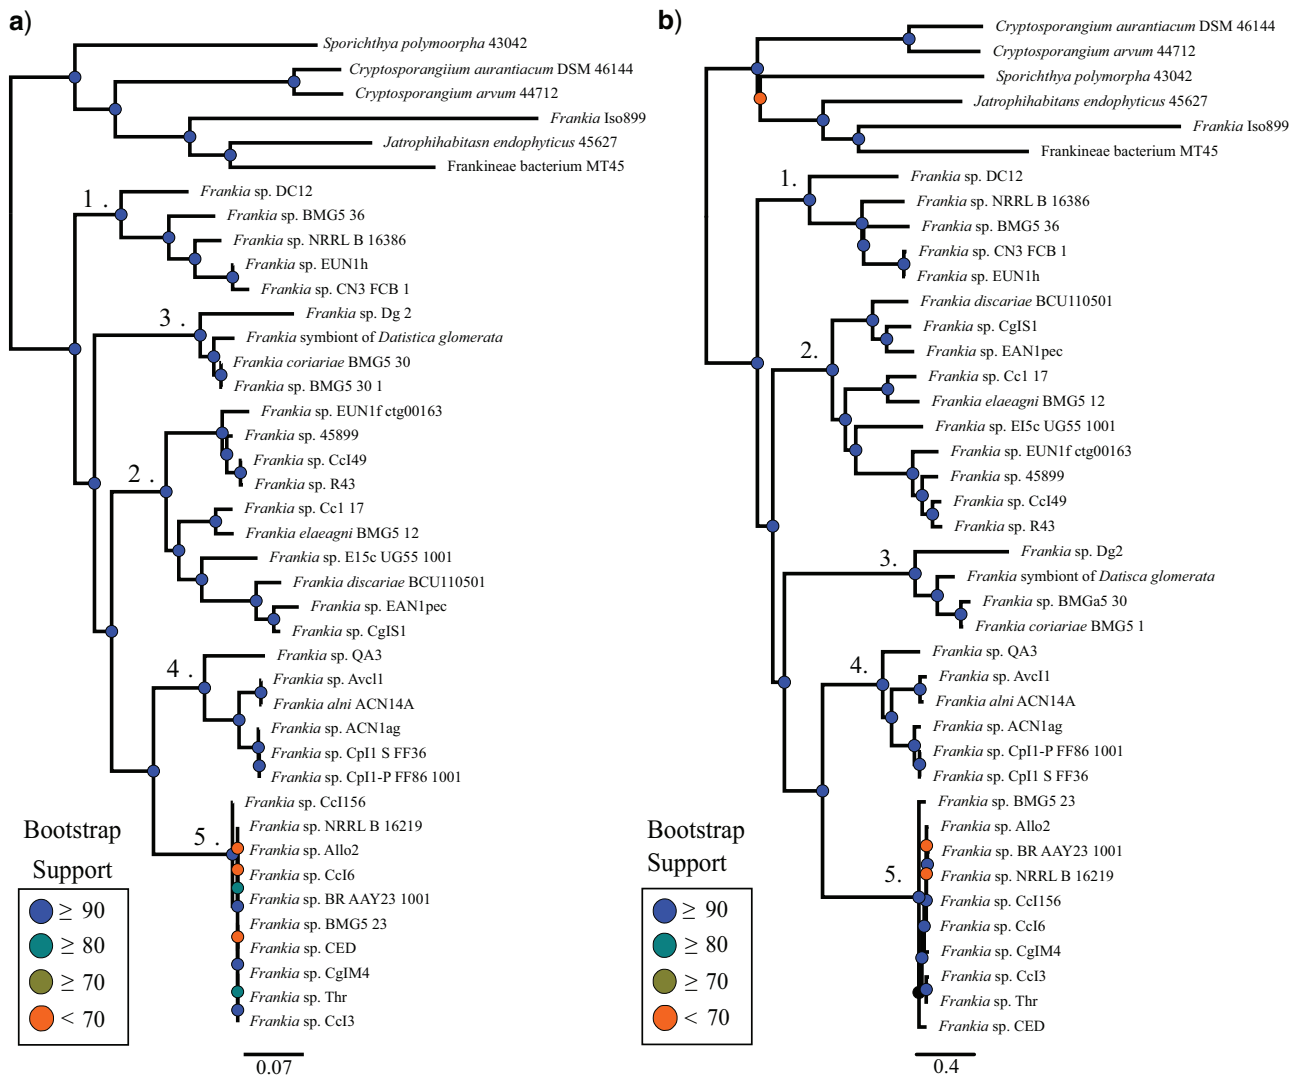 a)
Sporichthya polymoorpha 43042
Cryptosporangiium aurantiacum DSM 46144
Cryptosporangium arvum 44712
Frankia Iso899
Jatrophihabitasn endophyticus 45627
Frankineae bacterium MT45
1 .
Frankia sp. DC12
Frankia sp. BMG5 36
Frankia sp. NRRL B 16386
Frankia sp. EUN1h
Frankia sp. CN3 FCB 1
3 .
Frankia sp. Dg 2
Frankia symbiont of Datistica glomerata
Frankia coriariae BMG5 30
Frankia sp. BMG5 30 1
2 .
Frankia sp. EUN1f ctg00163
Frankia sp. 45899
Frankia sp. CcI49
Frankia sp. R43
Frankia sp. Cc1 17
Frankia elaeagni BMG5 12
Frankia sp. E15c UG55 1001
Frankia discariae BCU110501
Frankia sp. EAN1pec
Frankia sp. CgIS1
4 .
Frankia sp. QA3
Frankia sp. Avcl1
Frankia alni ACN14A
Frankia sp. ACN1ag
Frankia sp. CpI1 S FF36
Frankia sp. CpI1-P FF86 1001
5 .
Frankia sp. CcI156
Frankia sp. NRRL B 16219
Frankia sp. Allo2
Frankia sp. CcI6
Frankia sp. BR AAY23 1001
Frankia sp. BMG5 23
Frankia sp. CED
Frankia sp. CgIM4
Frankia sp. Thr
Frankia sp. CcI3
Bootstrap
Support
≥ 90
≥ 80
≥ 70
< 70
0.07
b)
Cryptosporangium aurantiacum DSM 46144
Cryptosporangium arvum 44712
Sporichthya polymorpha 43042
Jatrophihabitans endophyticus 45627
Frankia Iso899
Frankineae bacterium MT45
1.
Frankia sp. DC12
Frankia sp. NRRL B 16386
Frankia sp. BMG5 36
Frankia sp. CN3 FCB 1
Frankia sp. EUN1h
2.
Frankia discariae BCU110501
Frankia sp. CgIS1
Frankia sp. EAN1pec
Frankia sp. Cc1 17
Frankia elaeagni BMG5 12
Frankia sp. EI5c UG55 1001
Frankia sp. EUN1f ctg00163
Frankia sp. 45899
Frankia sp. CcI49
Frankia sp. R43
3.
Frankia sp. Dg2
Frankia symbiont of Datisca glomerata
Frankia sp. BMGa5 30
Frankia coriariae BMG5 1
4.
Frankia sp. QA3
Frankia sp. AvcI1
Frankia alni ACN14A
Frankia sp. ACN1ag
Frankia sp. CpI1-P FF86 1001
Frankia sp. CpI1 S FF36
5.
Frankia sp. BMG5 23
Frankia sp. Allo2
Frankia sp. BR AAY23 1001
Frankia sp. NRRL B 16219
Frankia sp. CcI156
Frankia sp. CcI6
Frankia sp. CgIM4
Frankia sp. CcI3
Frankia sp. Thr
Frankia sp. CED
Bootstrap
Support
≥ 90
≥ 80
≥ 70
< 70
0.4